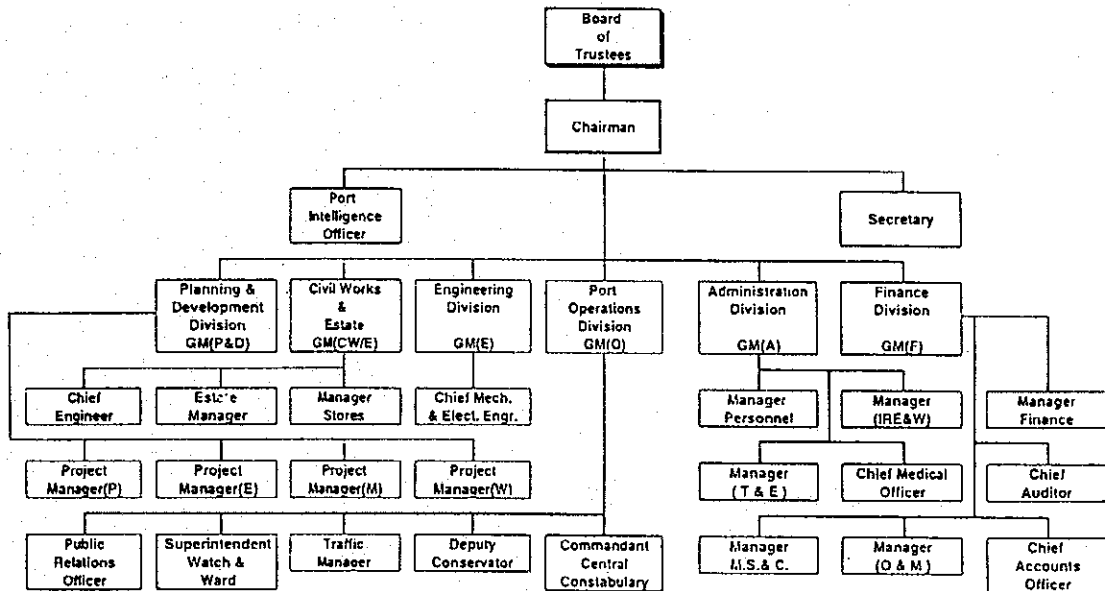 Board
of
Trustees
Chairman
Port
Intelligence
Officer
Secretary
Planning &
Development
Division
GM(P&D)
Civil Works
&
Estate
GM(CW/E)
Engineering
Division
GM(E)
Port
Operations
Division
GM(O)
Administration
Division
GM(A)
Finance
Division
GM(F)
Chief
Engineer
Estate
Manager
Manager
Stores
Chief Mech.
& Elect. Engr.
Manager
Personnel
Manager
(IRE&W)
Manager
Finance
Project
Manager(P)
Project
Manager(E)
Project
Manager(M)
Project
Manager(W)
Manager
(T & E)
Chief Medical
Officer
Chief
Auditor
Public
Relations
Officer
Superintendent
Watch &
Ward
Traffic
Manager
Deputy
Conservator
Commandant
Central
Constabulary
Manager
M.S.& C.
Manager
(O & M)
Chief
Accounts
Officer